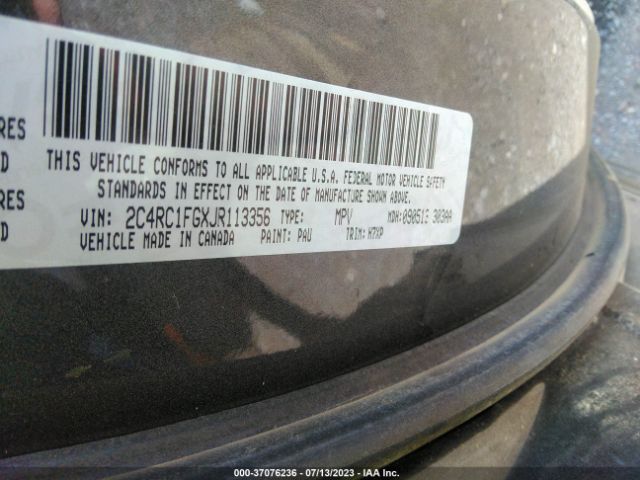 RES
D
RES
D
THIS VEHICLE CONFORMS TO ALL APPLICABLE U.S.A. FEDERAL MOTOR VEHICLE SAFETY
STANDARDS IN EFFECT ON THE DATE OF MANUFACTURE SHOWN ABOVE.
VIN: 2C4RC1F6XJR113356 TYPE: MPV MDH:
VEHICLE MADE IN CANADA PAINT: PAU TRIM: H7XP
000-37076236 - 07/13/2023 - IAA Inc.